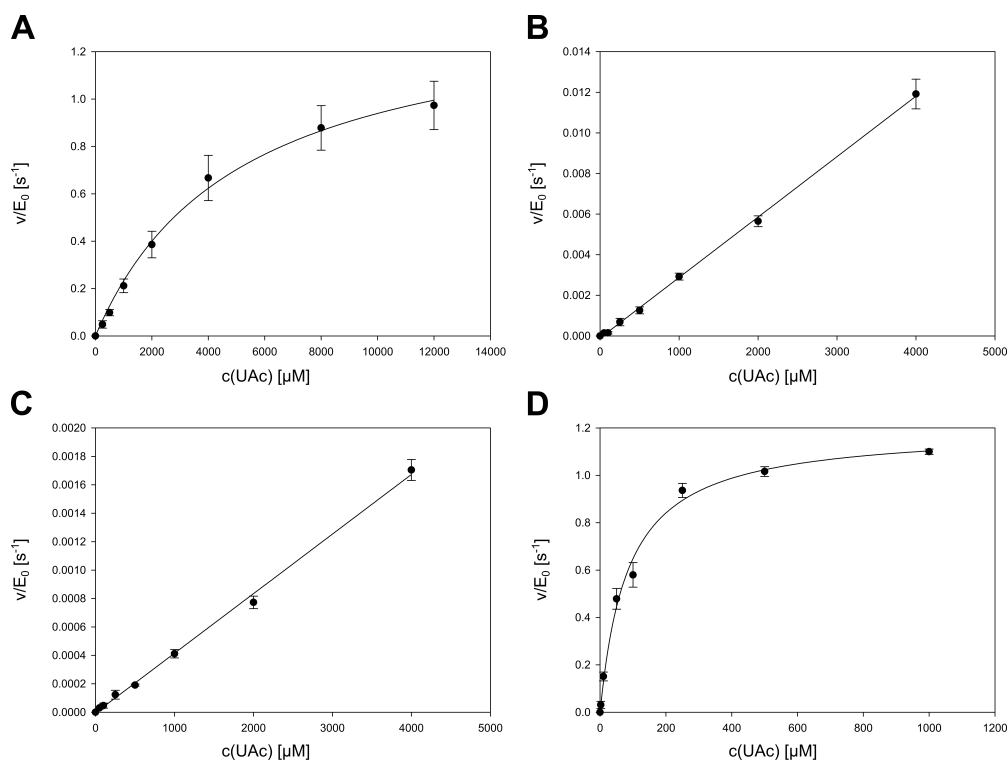 A
1.2
1.0
0.8
0.6
0.4
0.2
0.0
v/E0 [s-1]
0 2000 4000 6000 8000 10000 12000 14000
c(UAc) [µM]
B
0.014
0.012
0.010
0.008
0.006
0.004
0.002
0.000
v/E0 [s-1]
0 1000 2000 3000 4000 5000
c(UAc) [µM]
C
0.0020
0.0018
0.0016
0.0014
0.0012
0.0010
0.0008
0.0006
0.0004
0.0002
0.0000
v/E0 [s-1]
0 1000 2000 3000 4000 5000
c(UAc) [µM]
D
1.2
1.0
0.8
0.6
0.4
0.2
0.0
v/E0 [s-1]
0 200 400 600 800 1000 1200
c(UAc) [µM]